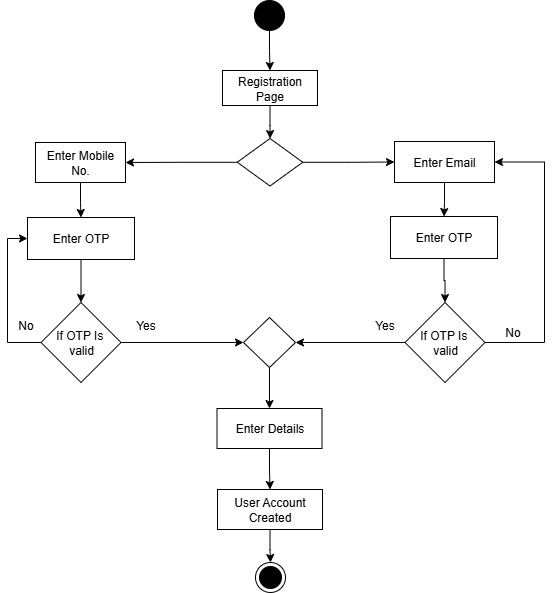 Registration
Page
Enter Mobile
No.
Enter Email
Enter OTP
Enter OTP
No
If OTP Is
valid
Yes
Yes
If OTP Is
valid
No
Enter Details
User Account
Created